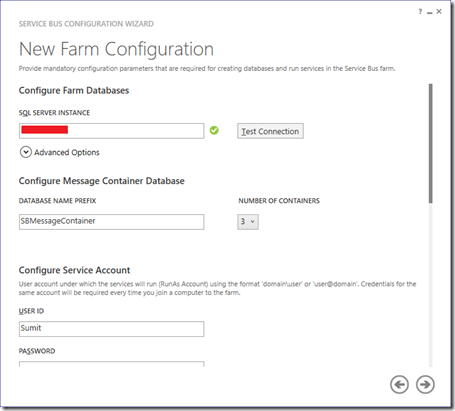 SERVICE BUS CONFIGURATION WIZARD
New Farm Configuration
Provide mandatory configuration parameters that are required for creating databases and run services in the Service Bus farm.
Configure Farm Databases
SQL SERVER INSTANCE
Test Connection
Advanced Options
Configure Message Container Database
DATABASE NAME PREFIX NUMBER OF CONTAINERS
SBMessageContainer 3
Configure Service Account
User account under which the services will run (RunAs Account) using the format 'domain\user' or 'user@domain'. Credentials for
the same account will be required every time you join a computer to the farm.
USER ID
Sumit
PASSWORD